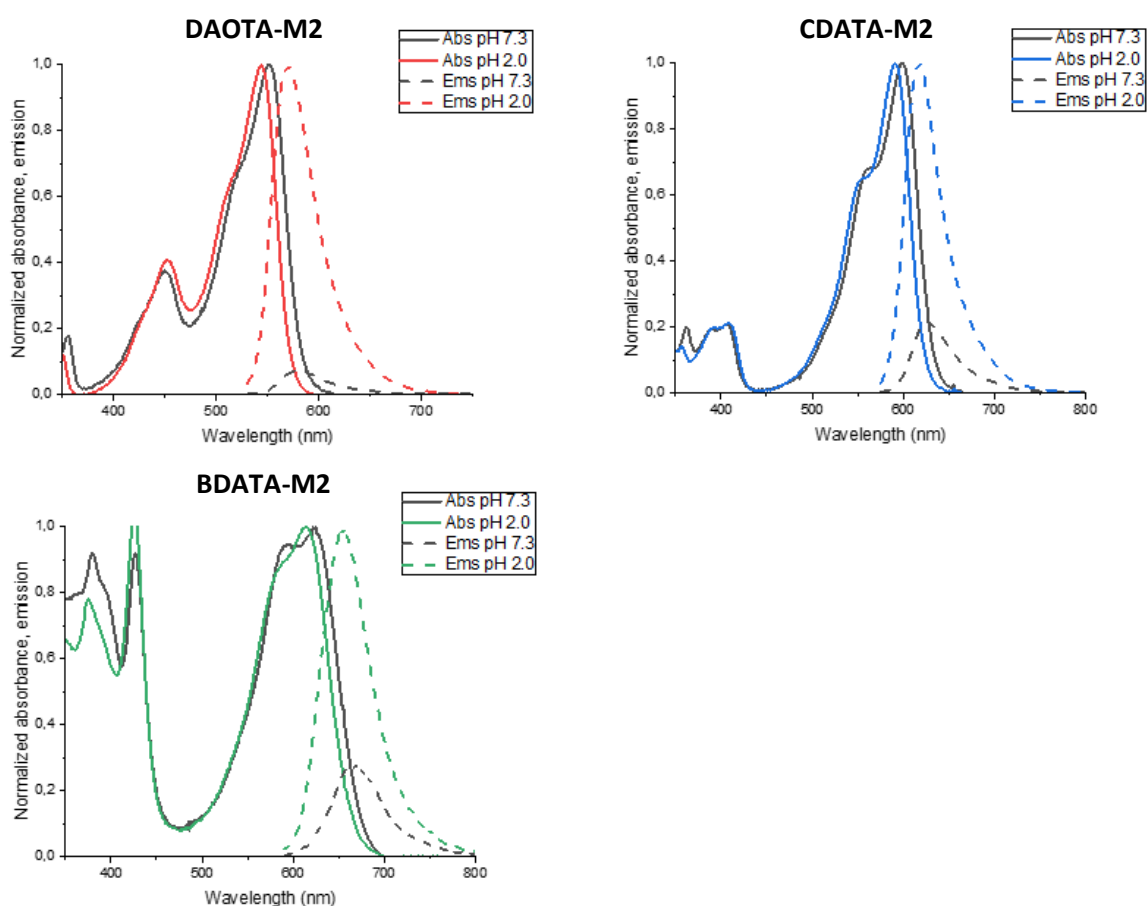 DAOTA-M2
Abs pH 7.3
Abs pH 2.0
Ems pH 7.3
Ems pH 2.0
1,0
0,8
0,6
0,4
0,2
0,0
Normalized absorbance, emission
400 500 600 700
Wavelength (nm)
CDATA-M2
Abs pH 7.3
Abs pH 2.0
Ems pH 7.3
Ems pH 2.0
1,0
0,8
0,6
0,4
0,2
0,0
Normalized absorbance, emission
400 500 600 700 800
Wavelength (nm)
BDATA-M2
Abs pH 7.3
Abs pH 2.0
Ems pH 7.3
Ems pH 2.0
1,0
0,8
0,6
0,4
0,2
0,0
Normalized absorbance, emission
400 500 600 700 800
Wavelength (nm)